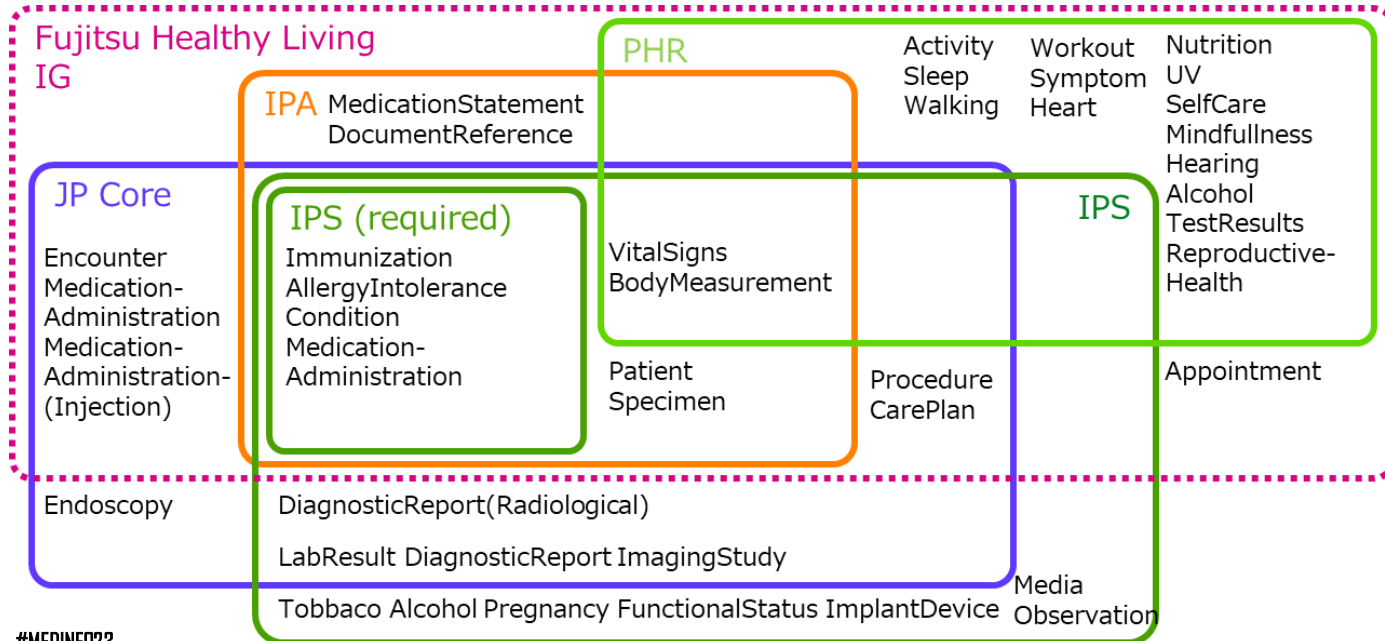 Fujitsu Healthy Living
IG
PHR
Activity
Sleep
Walking
Workout
Symptom
Heart
Nutrition
UV
SelfCare
Mindfullness
Hearing
Alcohol
TestResults
Reproductive-
Health
IPA
MedicationStatement
DocumentReference
JP Core
IPS (required)
IPS
Encounter
Medication-
Administration
Medication-
Administration-
(Injection)
Immunization
AllergyIntolerance
Condition
Medication-
Administration
VitalSigns
BodyMeasurement
Patient
Specimen
Procedure
CarePlan
Appointment
Endoscopy
DiagnosticReport(Radiological)
LabResult DiagnosticReport ImagingStudy
Tobbaco Alcohol Pregnancy FunctionalStatus ImplantDevice
Media
Observation